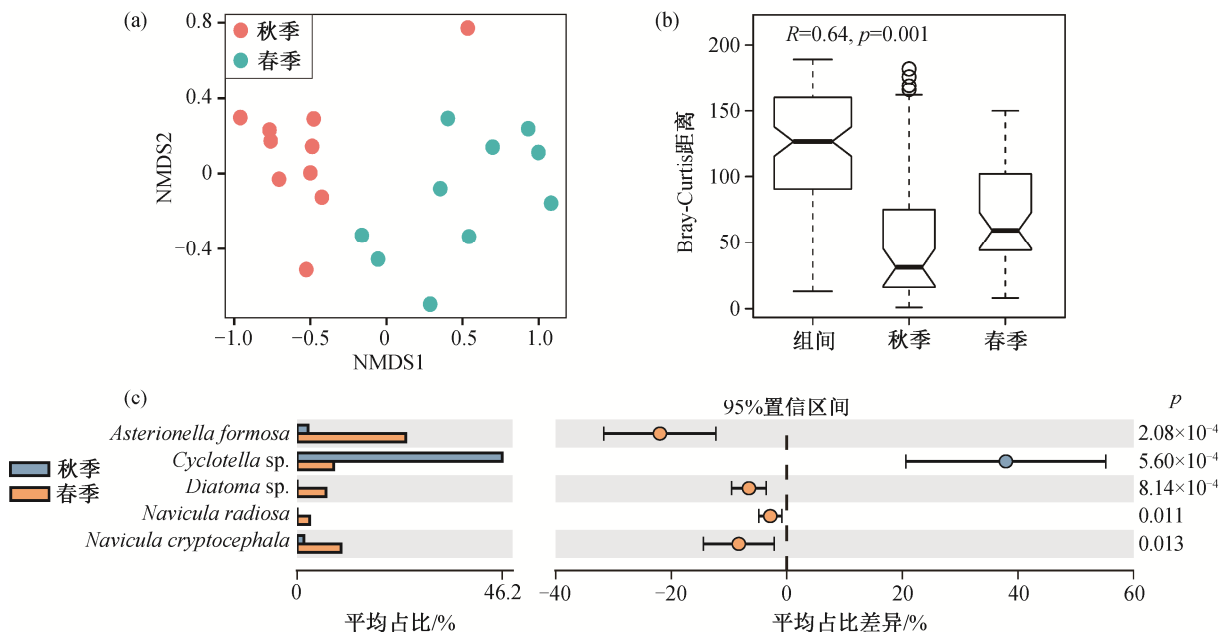 (a)
秋季
春季
0.8
0.4
0
−0.4
NMDS2
−1.0
−0.5
0
0.5
1.0
NMDS1
(b)
R=0.64, p=0.001
200
150
100
50
0
Bray-Curtis距离
组间
秋季
春季
(c)
95%置信区间
p
秋季
春季
Asterionella formosa
2.08×10⁻⁴
Cyclotella sp.
5.60×10⁻⁴
Diatoma sp.
8.14×10⁻⁴
Navicula radiosa
0.011
Navicula cryptocephala
0.013
0
46.2
平均占比/%
−40
−20
0
20
40
60
平均占比差异/%